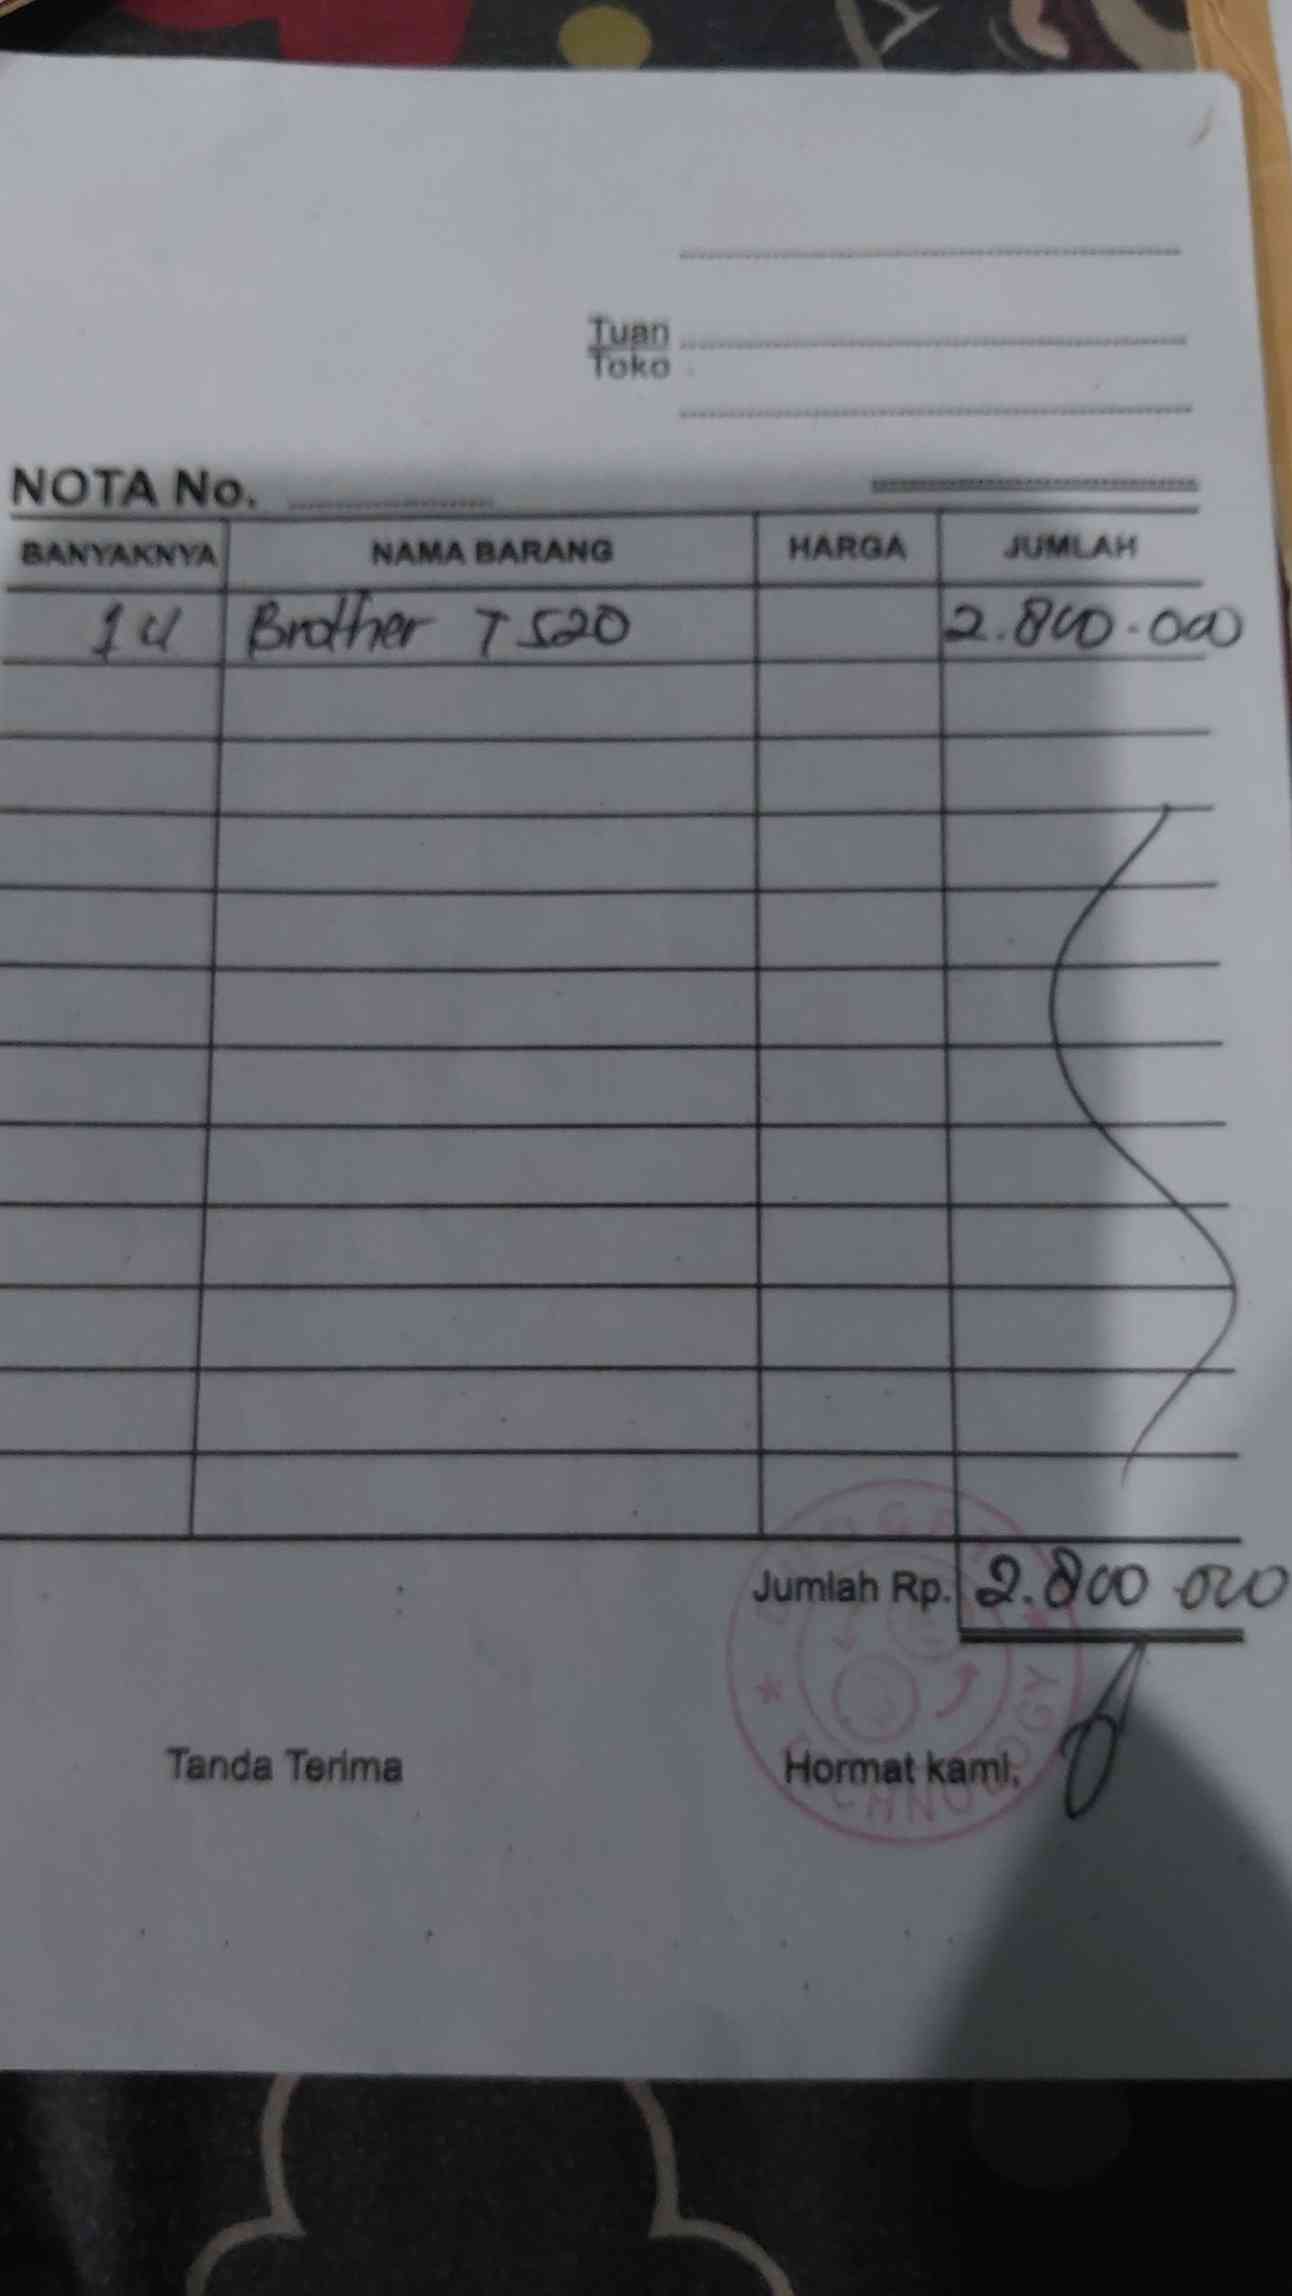 Tuan
Toko
NOTA No.
BANYAKNYA NAMA BARANG HARGA JUMLAH
1 U Brother T 520 2.800.000
Jumlah Rp. 2.800.000
Tanda Terima Hormat kami,